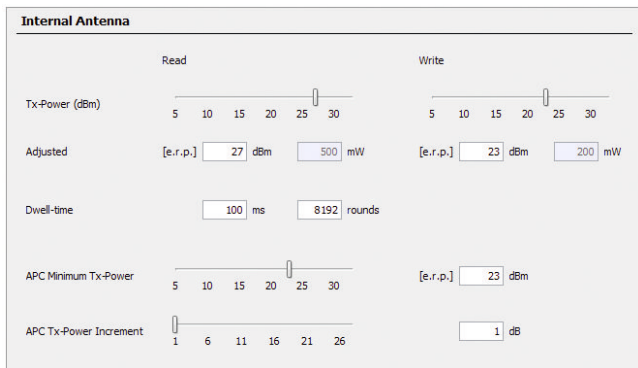 Internal Antenna
Read Write
Tx-Power (dBm)
5 10 15 20 25 30 5 10 15 20 25 30
Adjusted [e.r.p.] 27 dBm 500 mW [e.r.p.] 23 dBm 200 mW
Dwell-time 100 ms 8192 rounds
APC Minimum Tx-Power [e.r.p.] 23 dBm
5 10 15 20 25 30
APC Tx-Power Increment 1 dB
1 6 11 16 21 26